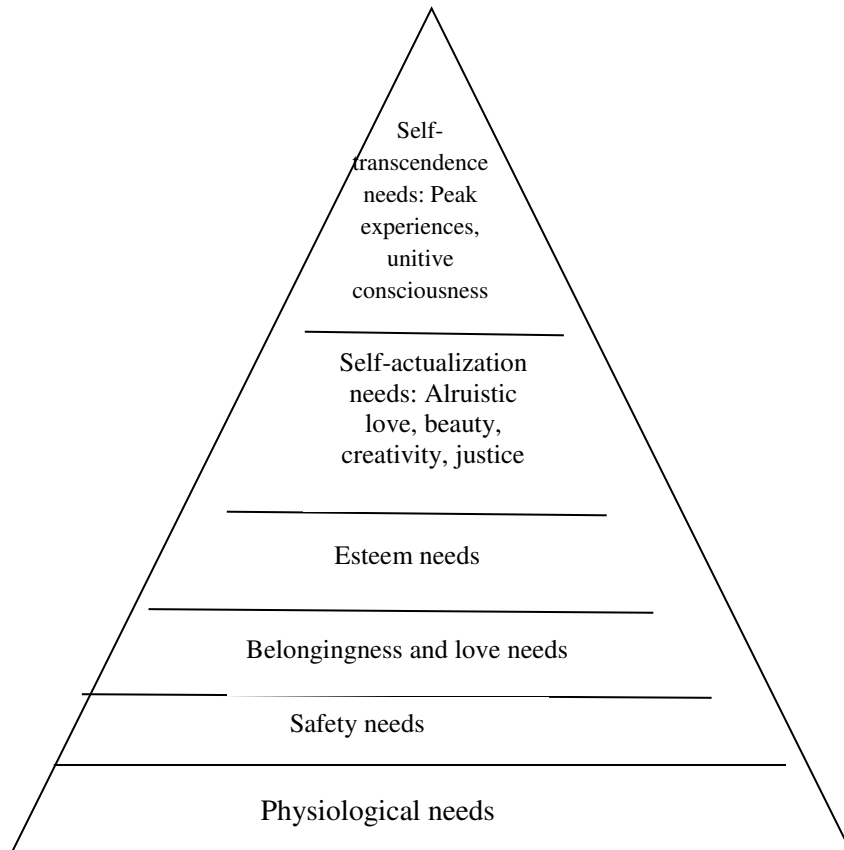 Self-
transcendence
needs: Peak
experiences,
unitive
consciousness
Self-actualization
needs: Alruistic
love, beauty,
creativity, justice
Esteem needs
Belongingness and love needs
Safety needs
Physiological needs